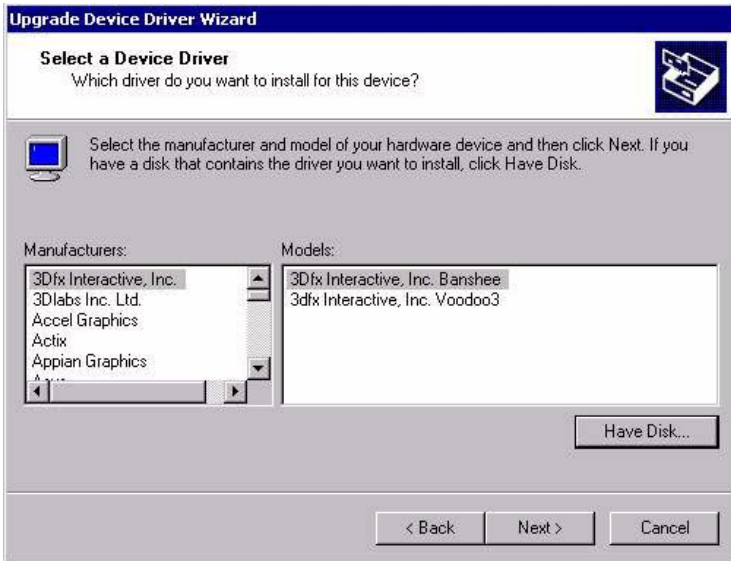 Upgrade Device Driver Wizard
Select a Device Driver
Which driver do you want to install for this device?
Select the manufacturer and model of your hardware device and then click Next. If you
have a disk that contains the driver you want to install, click Have Disk.
Manufacturers:
3Dfx Interactive, Inc.
3Dlabs Inc. Ltd.
Accel Graphics
Actix
Appian Graphics
Models:
3Dfx Interactive, Inc. Banshee
3dfx Interactive, Inc. Voodoo3
Have Disk...
< Back
Next >
Cancel